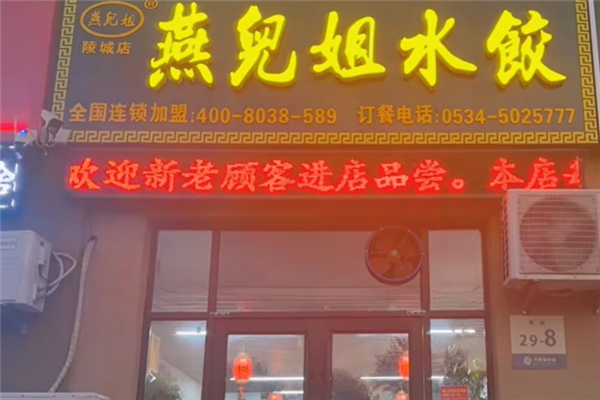 燕儿姐
®
陵城店
燕兒姐水餃
全国连锁加盟:400-8038-589 订餐电话:0534-5025777
欢迎新老顾客进店品尝。本店
29-8